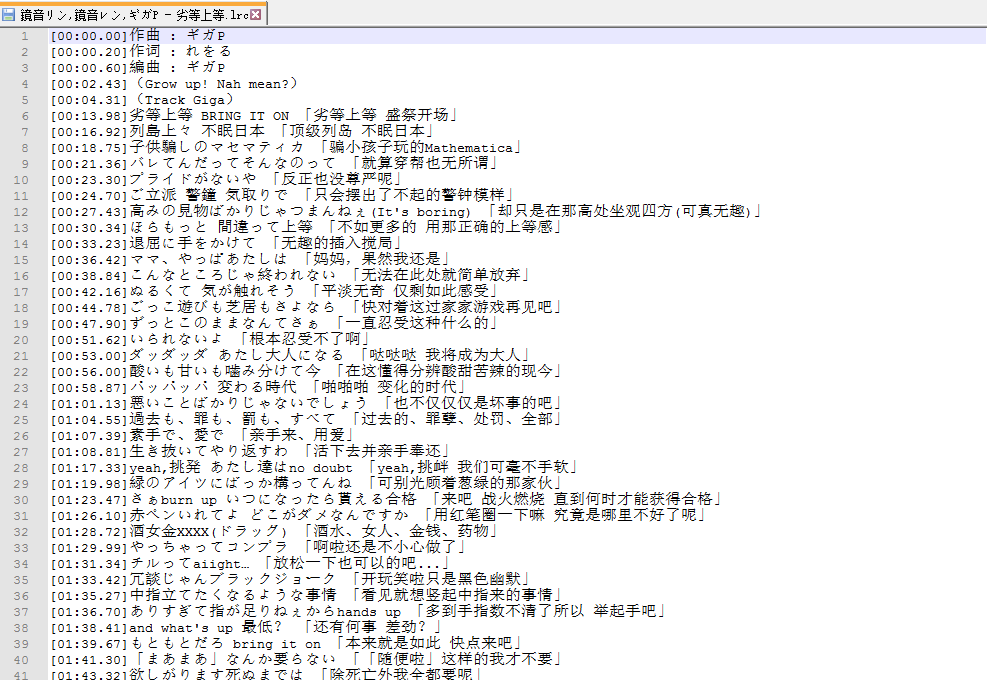 鏡音リン,鏡音レン,ギガP - 劣等上等.lrc
1 [00:00.00]作曲 : ギガP
2 [00:00.20]作词 : れをる
3 [00:00.60]編曲 : ギガP
4 [00:02.43]（Grow up! Nah mean?）
5 [00:04.31]（Track Giga）
6 [00:13.98]劣等上等 BRING IT ON 「劣等上等 盛祭开场」
7 [00:16.92]列島上々 不眠日本 「顶级列岛 不眠日本」
8 [00:18.75]子供騙しのマセマティカ 「骗小孩子玩的Mathematica」
9 [00:21.36]バレてんだってそんなのって 「就算穿帮也无所谓」
10 [00:23.30]プライドがないや 「反正也没尊严呢」
11 [00:24.70]ご立派 警鐘 気取りで 「只会摆出了不起的警钟模样」
12 [00:27.43]高みの見物ばかりじゃつまんねぇ(It's boring) 「却只是在那高处坐观四方(可真无趣)」
13 [00:30.34]ほらもっと 間違って上等 「不如更多的 用那正确的上等感」
14 [00:33.23]退屈に手をかけて 「无趣的插入搅局」
15 [00:36.42]ママ、やっぱあたしは 「妈妈，果然我还是」
16 [00:38.84]こんなところじゃ終われない 「无法在此处就简单放弃」
17 [00:42.16]ぬるくて 気が触れそう 「平淡无奇 仅剩如此感受」
18 [00:44.78]ごっこ遊びも芝居もさよなら 「快对着这过家家游戏再见吧」
19 [00:47.90]ずっとこのままなんてさぁ 「一直忍受这种什么的」
20 [00:51.62]いられないよ 「根本忍受不了啊」
21 [00:53.00]ダッダッダ あたし大人になる 「哒哒哒 我将成为大人」
22 [00:56.00]酸いも甘いも噛み分けて今 「在这懂得分辨酸甜苦辣的现今」
23 [00:58.87]パッパッパ 変わる時代 「啪啪啪 变化的时代」
24 [01:01.13]悪いことばかりじゃないでしょう 「也不仅仅仅是坏事的吧」
25 [01:04.55]過去も、罪も、罰も、すべて 「过去的、罪孽、处罚、全部」
26 [01:07.39]素手で、愛で 「亲手来、用爱」
27 [01:08.81]生き抜いてやり返すわ 「活下去并亲手奉还」
28 [01:17.33]yeah,挑発 あたし達はno doubt 「yeah,挑衅 我们可毫不手软」
29 [01:19.98]緑のアイツにばっか構ってんね 「可别光顾着葱绿的那家伙」
30 [01:23.47]さぁburn up いつになったら貰える合格 「来吧 战火燃烧 直到何时才能获得合格」
31 [01:26.10]赤ペンいれてよ どこがダメなんですか 「用红笔圈一下嘛 究竟是哪里不好了呢」
32 [01:28.72]酒女金XXXX(ドラッグ) 「酒水、女人、金钱、药物」
33 [01:29.99]やっちゃってコンプラ 「啊啦还是不小心做了」
34 [01:31.34]チルってaiight… 「放松一下也可以的吧...」
35 [01:33.42]冗談じゃんブラックジョーク 「开玩笑啦只是黑色幽默」
36 [01:35.27]中指立てたくなるような事情 「看见就想竖起中指来的事情」
37 [01:36.70]ありすぎて指が足りねぇからhands up 「多到手指数不清了所以 举起手吧」
38 [01:38.41]and what's up 最低？ 「还有何事 差劲？」
39 [01:39.67]もともとだろ bring it on 「本来就是如此 快点来吧」
40 [01:41.30]「まあまあ」なんか要らない 「「随便啦」这样的我才不要」
41 [01:43.32]欲しがります死ぬまでは 「除死亡外我全都要呢」